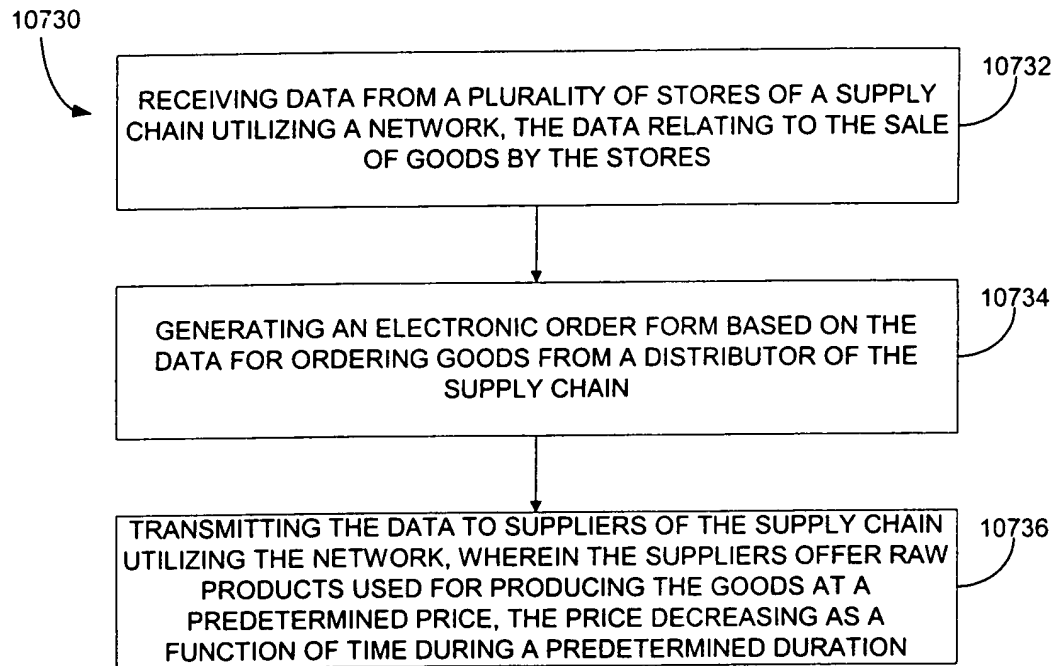 10730
10732
RECEIVING DATA FROM A PLURALITY OF STORES OF A SUPPLY
CHAIN UTILIZING A NETWORK, THE DATA RELATING TO THE SALE
OF GOODS BY THE STORES
10734
GENERATING AN ELECTRONIC ORDER FORM BASED ON THE
DATA FOR ORDERING GOODS FROM A DISTRIBUTOR OF THE
SUPPLY CHAIN
10736
TRANSMITTING THE DATA TO SUPPLIERS OF THE SUPPLY CHAIN
UTILIZING THE NETWORK, WHEREIN THE SUPPLIERS OFFER RAW
PRODUCTS USED FOR PRODUCING THE GOODS AT A
PREDETERMINED PRICE, THE PRICE DECREASING AS A
FUNCTION OF TIME DURING A PREDETERMINED DURATION